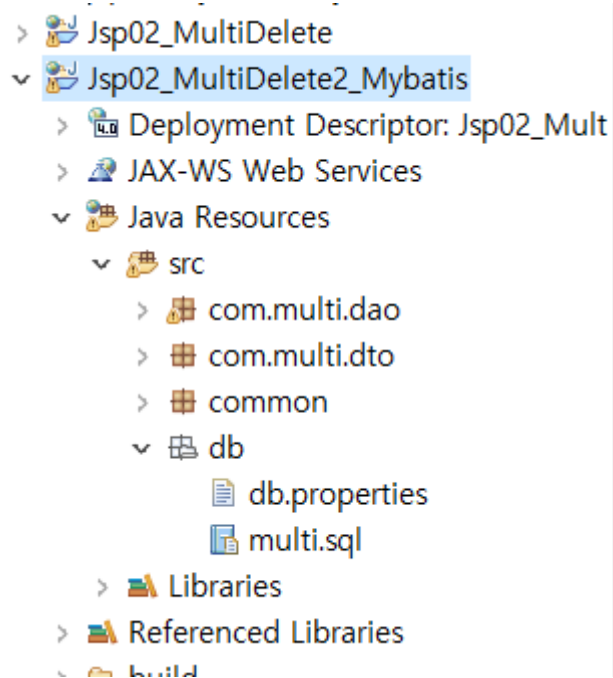 Jsp02_MultiDelete
Jsp02_MultiDelete2_Mybatis
Deployment Descriptor: Jsp02_Mult
JAX-WS Web Services
Java Resources
src
com.multi.dao
com.multi.dto
common
db
db.properties
multi.sql
Libraries
Referenced Libraries
build